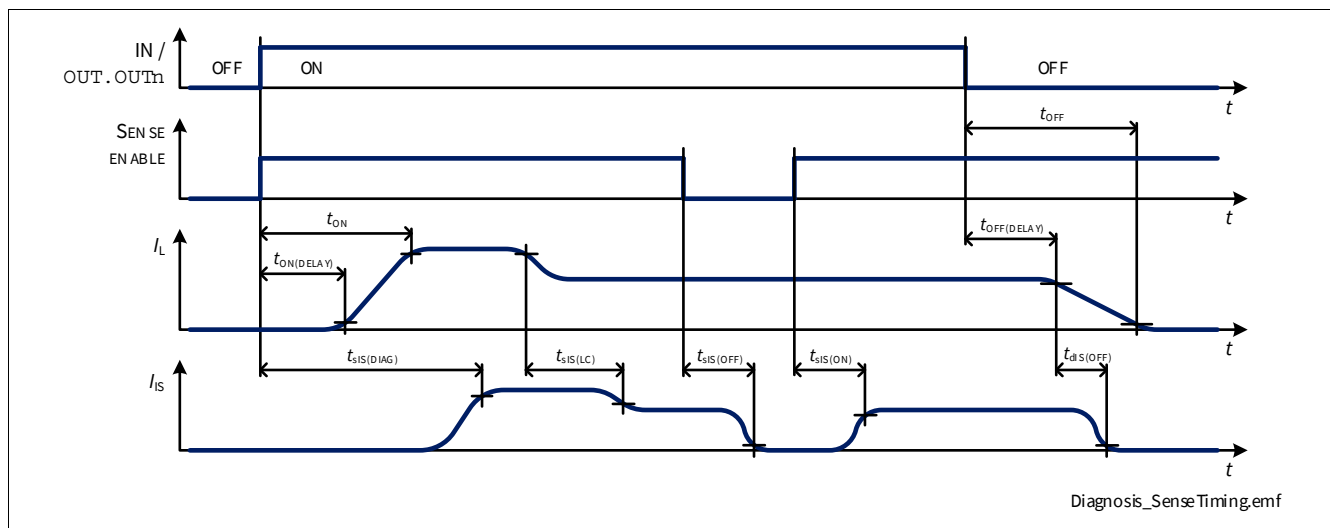 IN /
OUT.OUTn
OFF
ON
OFF
t
tOFF
SENSE
ENABLE
t
tON
IL
tOFF(DELAY)
tON(DELAY)
t
tsIS(DIAG)
tsIS(LC)
tsIS(OFF)
tsIS(ON)
tdIS(OFF)
IIS
t
Diagnosis_SenseTiming.emf